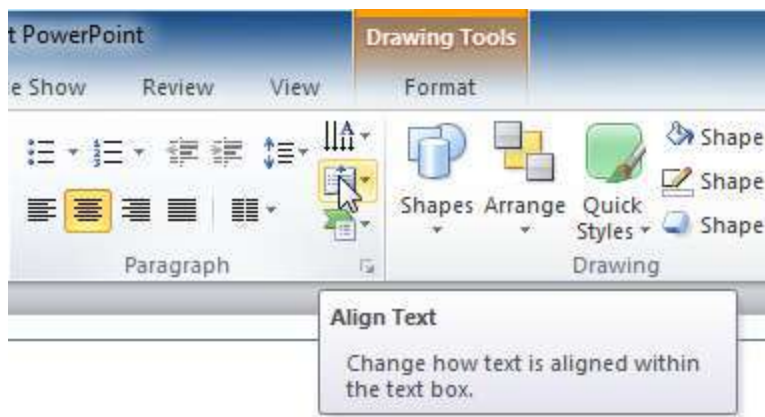 t PowerPoint
Drawing Tools
e Show Review View Format
Shape
Shape
Shapes Arrange Quick
Styles Shape
Paragraph Drawing
Align Text
Change how text is aligned within
the text box.